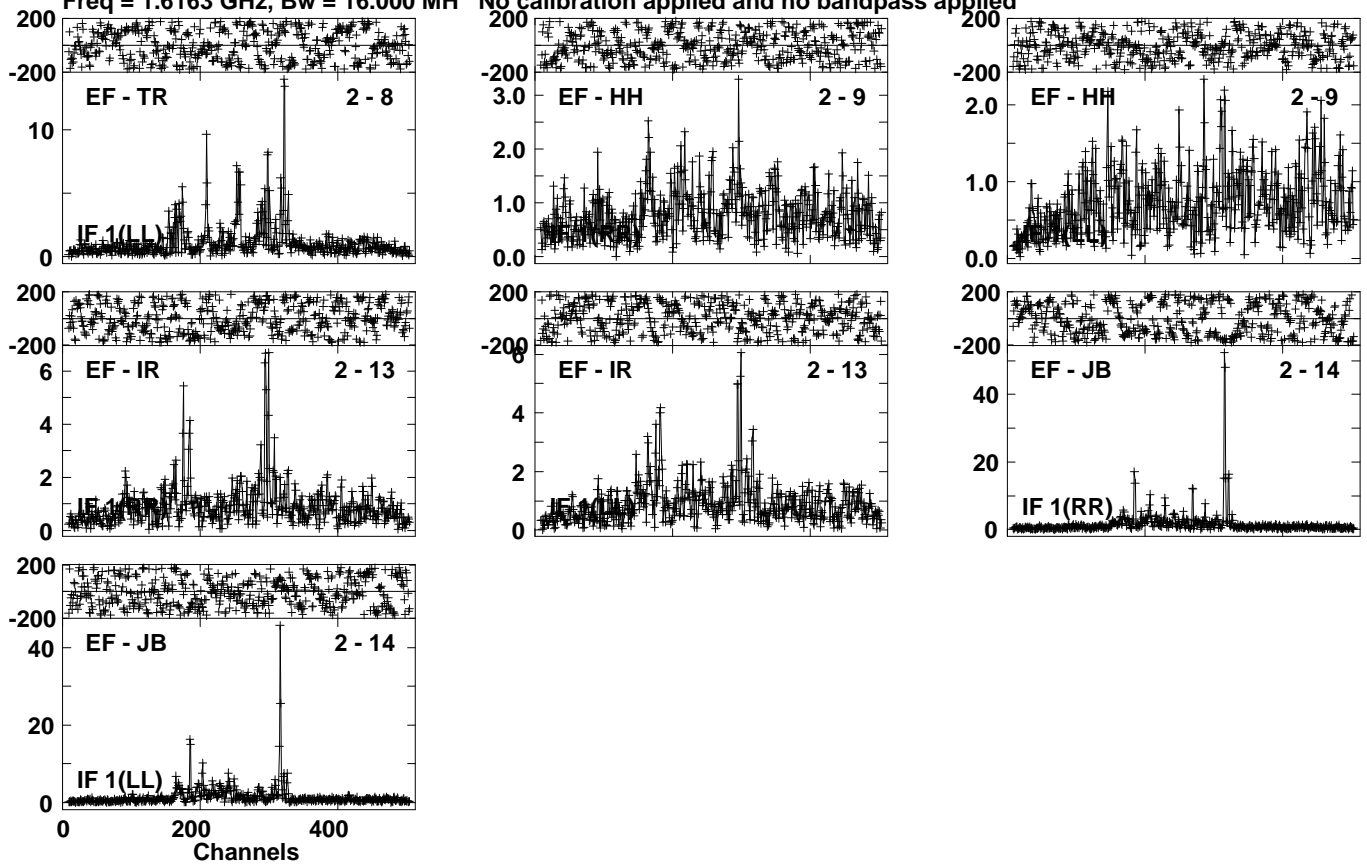 Freq = 1.6163 GHz, Bw = 16.000 MH No calibration applied and no bandpass applied
200
-200
EF - TR 2 - 8
10
0
IF 1(LL)
200
-200
EF - HH 2 - 9
3.0
2.0
1.0
0.0
200
-200
EF - HH 2 - 9
2.0
1.0
0.0
200
-200
EF - IR 2 - 13
6
4
2
0
200
-200
EF - IR 2 - 13
6
4
2
0
IF 1(LL)
200
-200
EF - JB 2 - 14
40
20
0
IF 1(RR)
200
-200
EF - JB 2 - 14
40
20
0
IF 1(LL)
0 200 400
Channels